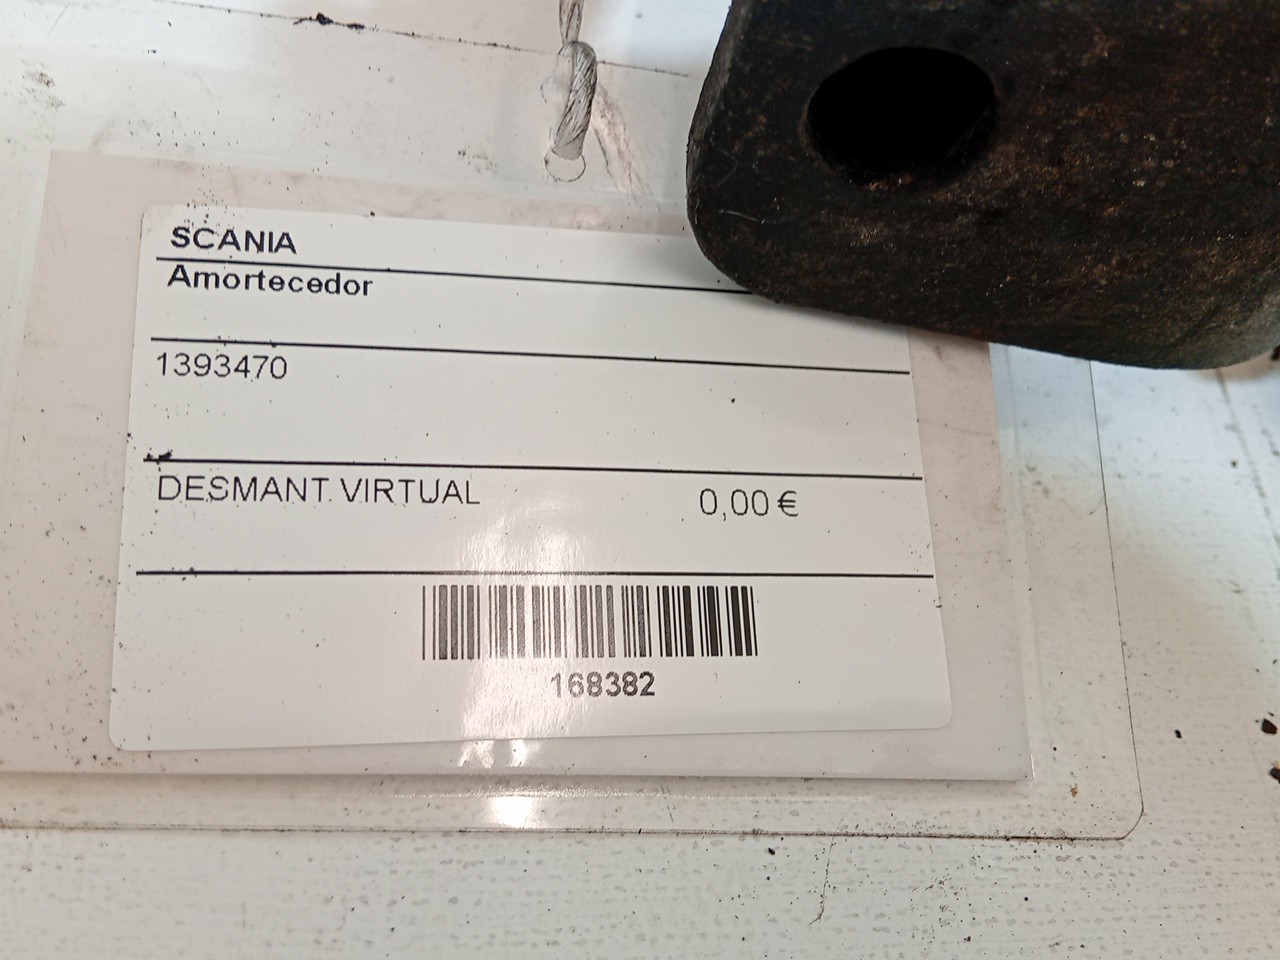 SCANIA
Amortecedor
1393470
DESMANT. VIRTUAL 0,00 €
168382